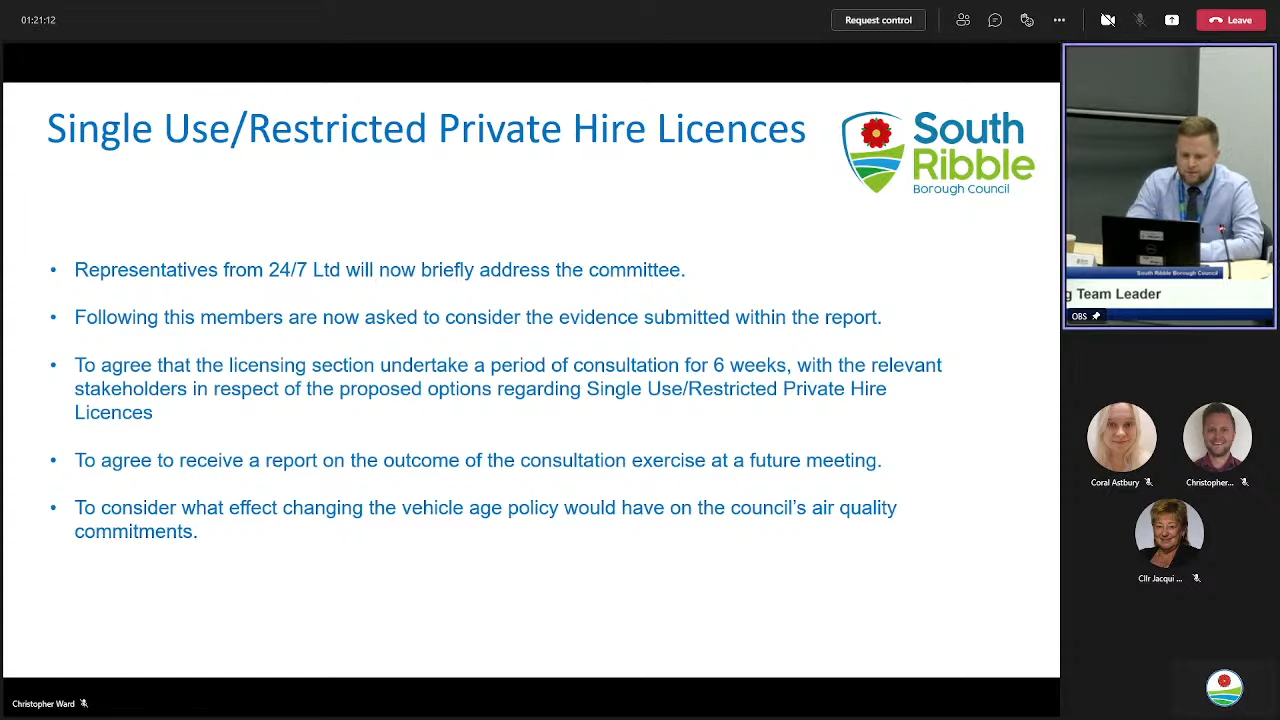 01:21:12
Request control
Leave
Single Use/Restricted Private Hire Licences
South
Ribble
Borough Council
• Representatives from 24/7 Ltd will now briefly address the committee.
• Following this members are now asked to consider the evidence submitted within the report.
• To agree that the licensing section undertake a period of consultation for 6 weeks, with the relevant
stakeholders in respect of the proposed options regarding Single Use/Restricted Private Hire
Licences
• To agree to receive a report on the outcome of the consultation exercise at a future meeting.
• To consider what effect changing the vehicle age policy would have on the council's air quality
commitments.
South Ribble Borough Council
g Team Leader
OBS
Coral Astbury
Christopher...
Cllr Jacqui ...
Christopher Ward